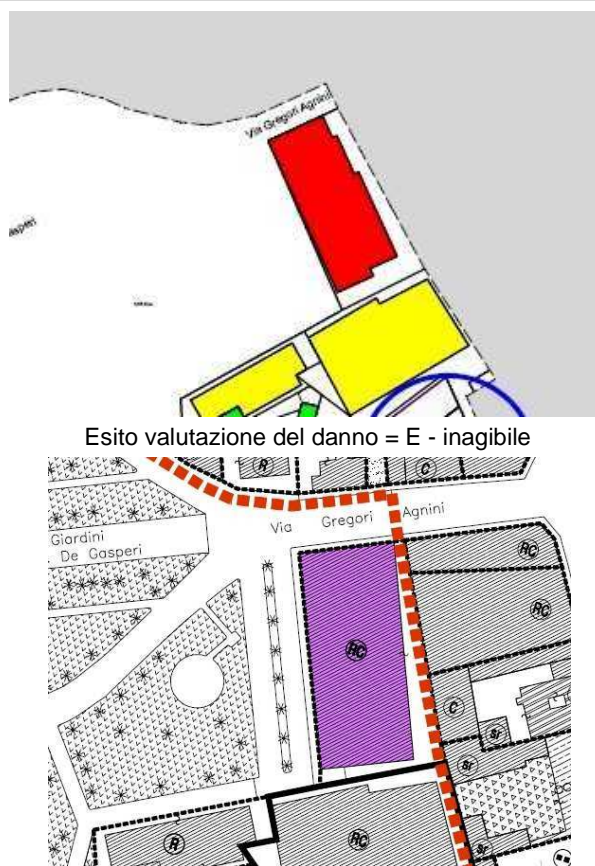 Via Gregori Agnini
Esito valutazione del danno = E - inagibile
R
C
Via Gregori Agnini
Giardini
De Gasperi
RC
RC
RC
C
sr
sr
R
RC
sr